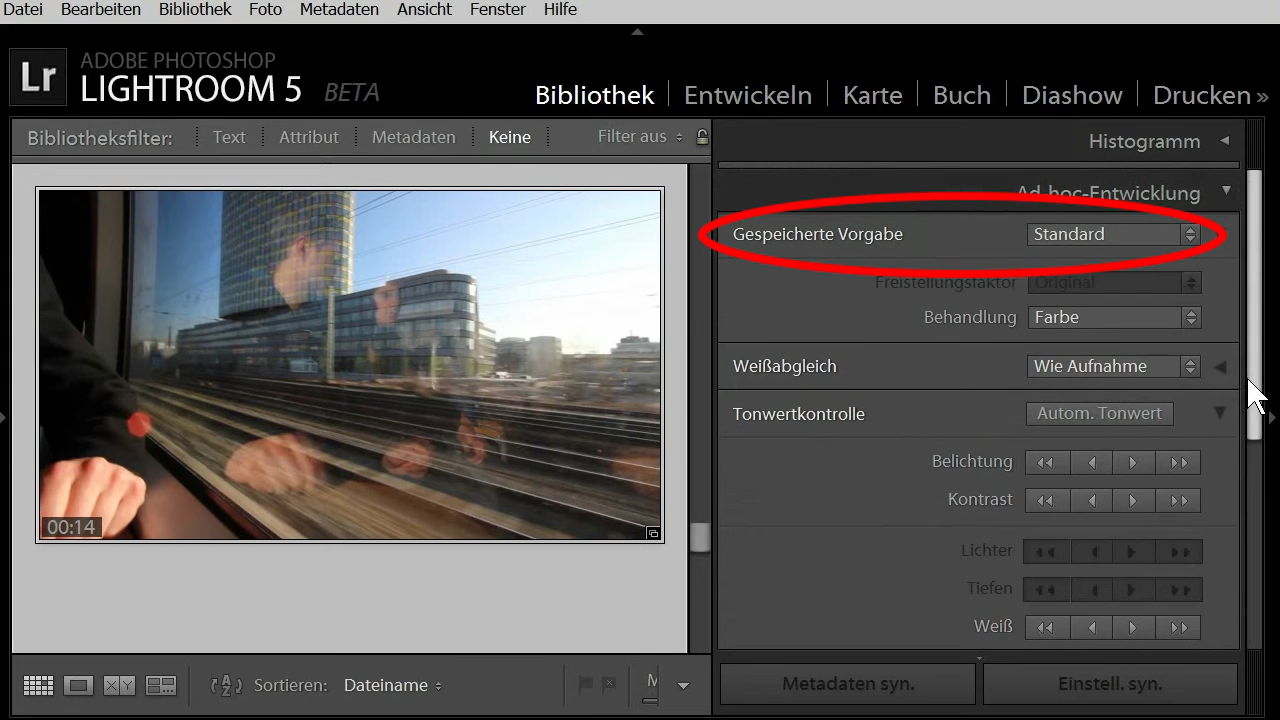 Datei Bearbeiten Bibliothek Foto Metadaten Ansicht Fenster Hilfe
Lr
ADOBE PHOTOSHOP
LIGHTROOM 5 BETA
Bibliothek Entwickeln Karte Buch Diashow Drucken »
Bibliotheksfilter: Text Attribut Metadaten Keine Filter aus
Histogramm
Ad-hoc-Entwicklung
Gespeicherte Vorgabe Standard
Freistellungsfaktor Original
Behandlung Farbe
Weißabgleich Wie Aufnahme
Tonwertkontrolle Autom. Tonwert
Belichtung
Kontrast
Lichter
Tiefen
Weiß
00:14
XY
Sortieren: Dateiname
Metadaten syn. Einstell. syn.